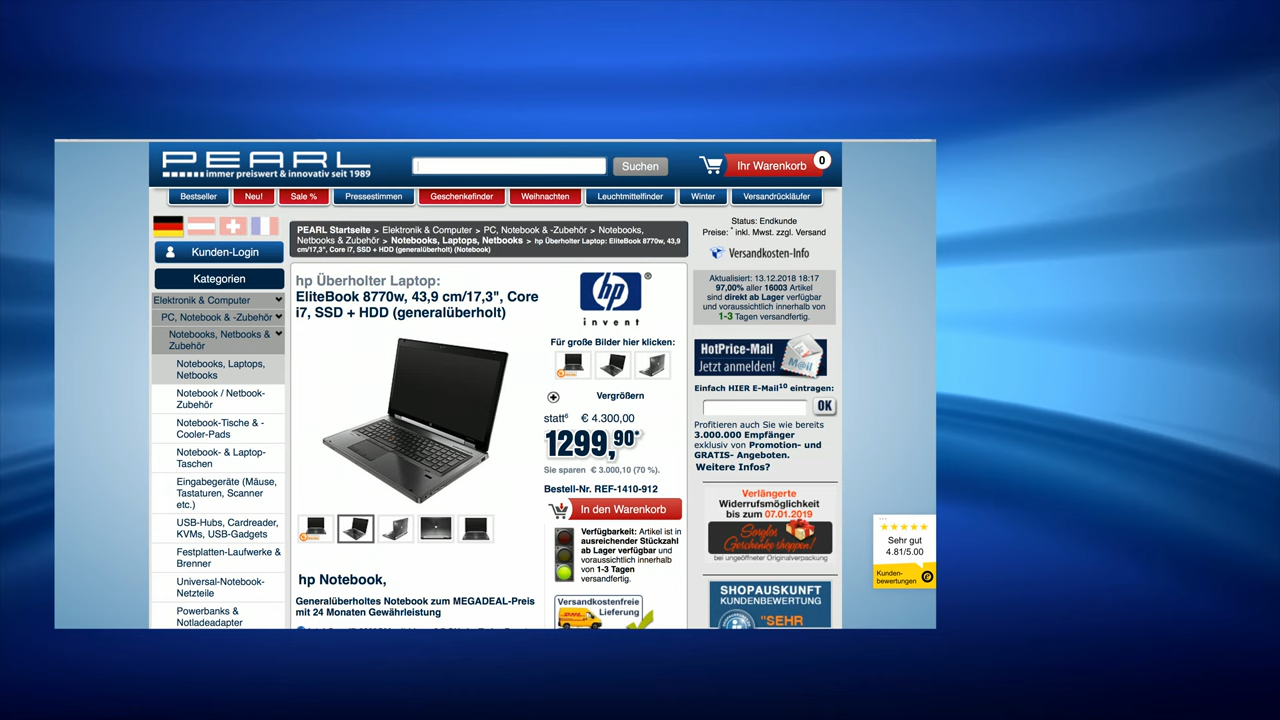 PEARL
immer preiswert & innovativ seit 1989
Suchen
Ihr Warenkorb
0
Bestseller
Neu!
Sale %
Pressestimmen
Geschenkefinder
Weihnachten
Leuchtmittelfinder
Winter
Versandrückläufer
Kunden-Login
Kategorien
Elektronik & Computer
PC, Notebook & -Zubehör
Notebooks, Netbooks &
Zubehör
Notebooks, Laptops,
Netbooks
Notebook / Netbook-
Zubehör
Notebook-Tische & -
Cooler-Pads
Notebook- & Laptop-
Taschen
Eingabegeräte (Mäuse,
Tastaturen, Scanner
etc.)
USB-Hubs, Cardreader,
KVMs, USB-Gadgets
Festplatten-Laufwerke &
Brenner
Universal-Notebook-
Netzteile
Powerbanks &
Notladeadapter
PEARL Startseite > Elektronik & Computer > PC, Notebook & -Zubehör > Notebooks,
Netbooks & Zubehör > Notebooks, Laptops, Netbooks > hp Überholter Laptop: EliteBook 8770w, 43,9
cm/17,3", Core i7, SSD + HDD (generalüberholt) (Notebook)
hp Überholter Laptop:
EliteBook 8770w, 43,9 cm/17,3", Core
i7, SSD + HDD (generalüberholt)
hp
®
invent
Für große Bilder hier klicken:
Vergrößern
statt⁶ € 4.300,00
1299,90*
Sie sparen € 3.000,10 (70 %).
Bestell-Nr. REF-1410-912
In den Warenkorb
Verfügbarkeit: Artikel ist in
ausreichender Stückzahl
ab Lager verfügbar und
voraussichtlich innerhalb
von 1-3 Tagen
versandfertig.
Versandkostenfreie
Lieferung
hp Notebook,
Generalüberholtes Notebook zum MEGADEAL-Preis
mit 24 Monaten Gewährleistung
Status: Endkunde
Preise: * inkl. Mwst. zzgl. Versand
Versandkosten-Info
Aktualisiert: 13.12.2018 18:17
97,00% aller 16003 Artikel
sind direkt ab Lager verfügbar
und voraussichtlich innerhalb von
1-3 Tagen versandfertig.
HotPrice-Mail
Jetzt anmelden!
M@il
Einfach HIER E-Mail¹⁰ eintragen:
OK
Profitieren auch Sie wie bereits
3.000.000 Empfänger
exklusiv von Promotion- und
GRATIS- Angeboten.
Weitere Infos?
Verlängerte
Widerrufsmöglichkeit
bis zum 07.01.2019
Sorglos
Geschenke shoppen!
bei ungeöffneter Originalverpackung
SHOPAUSKUNFT
KUNDENBEWERTUNG
"SEHR
Sehr gut
4.81/5.00
Kunden-
bewertungen